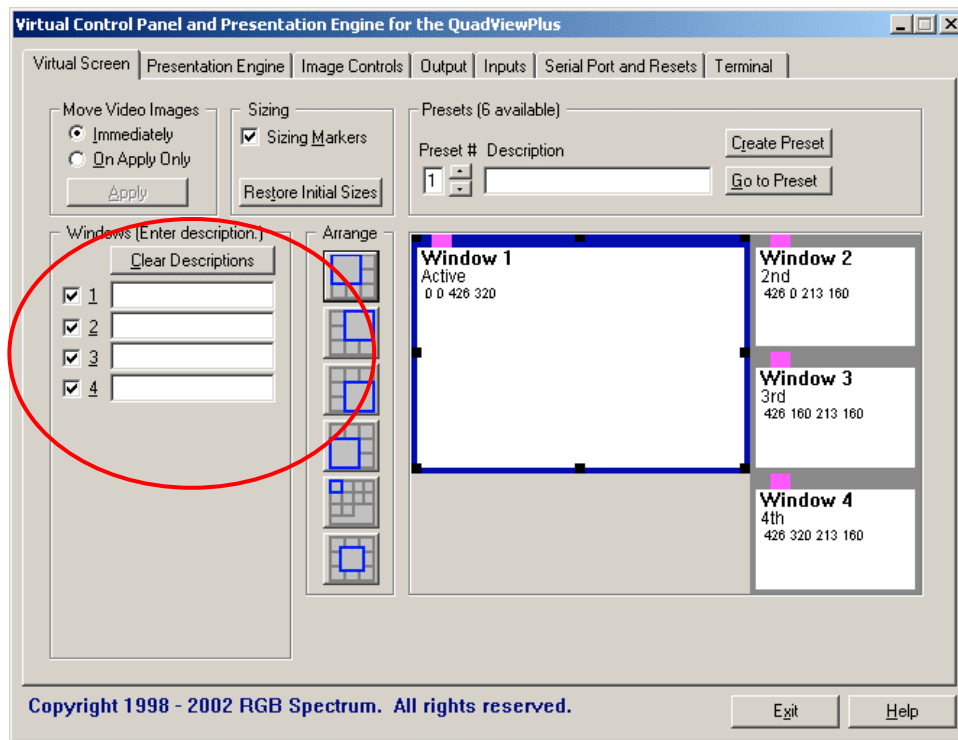 Virtual Control Panel and Presentation Engine for the QuadViewPlus
Virtual Screen Presentation Engine Image Controls Output Inputs Serial Port and Resets Terminal
Move Video Images
Immediately
On Apply Only
Apply
Sizing
Sizing Markers
Restore Initial Sizes
Presets (6 available)
Preset # Description
1
Create Preset
Go to Preset
Windows (Enter description.)
Clear Descriptions
1
2
3
4
Arrange
Window 1
Active
0 0 426 320
Window 2
2nd
426 0 213 160
Window 3
3rd
426 160 213 160
Window 4
4th
426 320 213 160
Copyright 1998 - 2002 RGB Spectrum. All rights reserved.
Exit Help